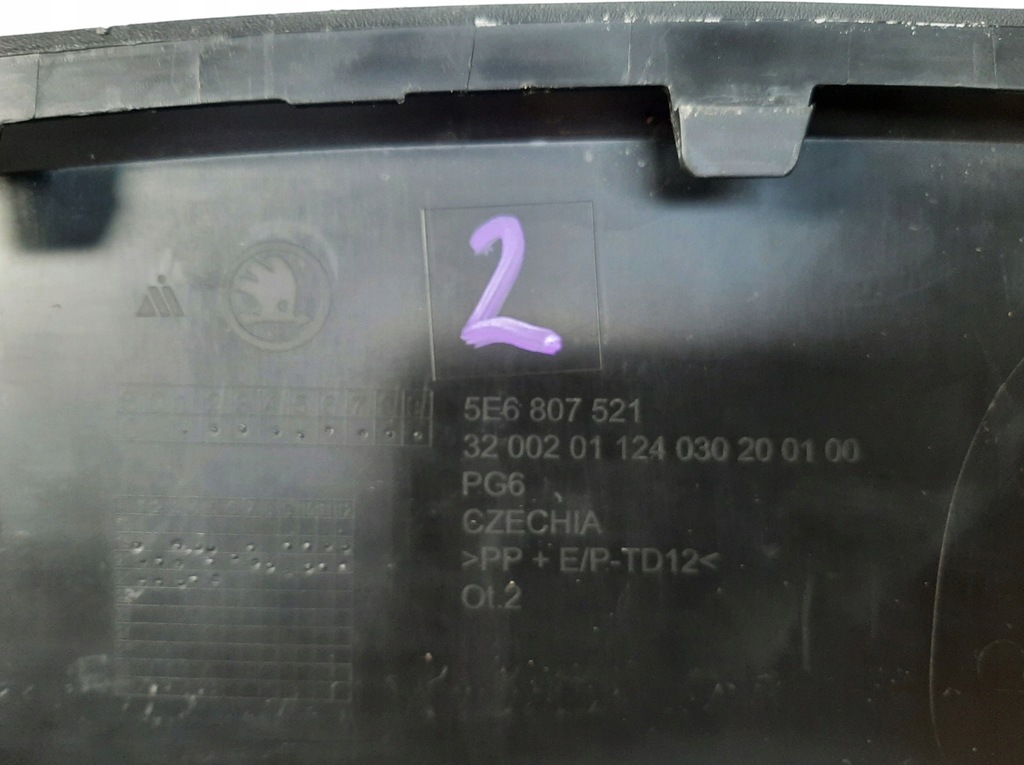 2
5E6 807 521
32 002 01 124 030 20 01 00
PG6
CZECHIA
>PP + E/P-TD12<
Ot.2